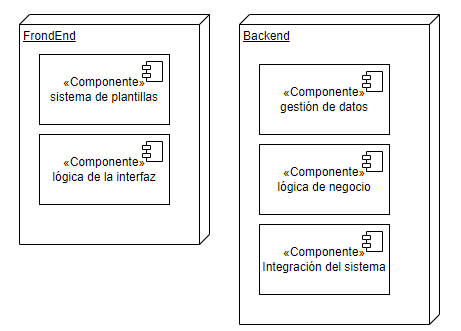 FrondEnd
«Componente»
sistema de plantillas
«Componente»
lógica de la interfaz
Backend
«Componente»
gestión de datos
«Componente»
lógica de negocio
«Componente»
Integración del sistema